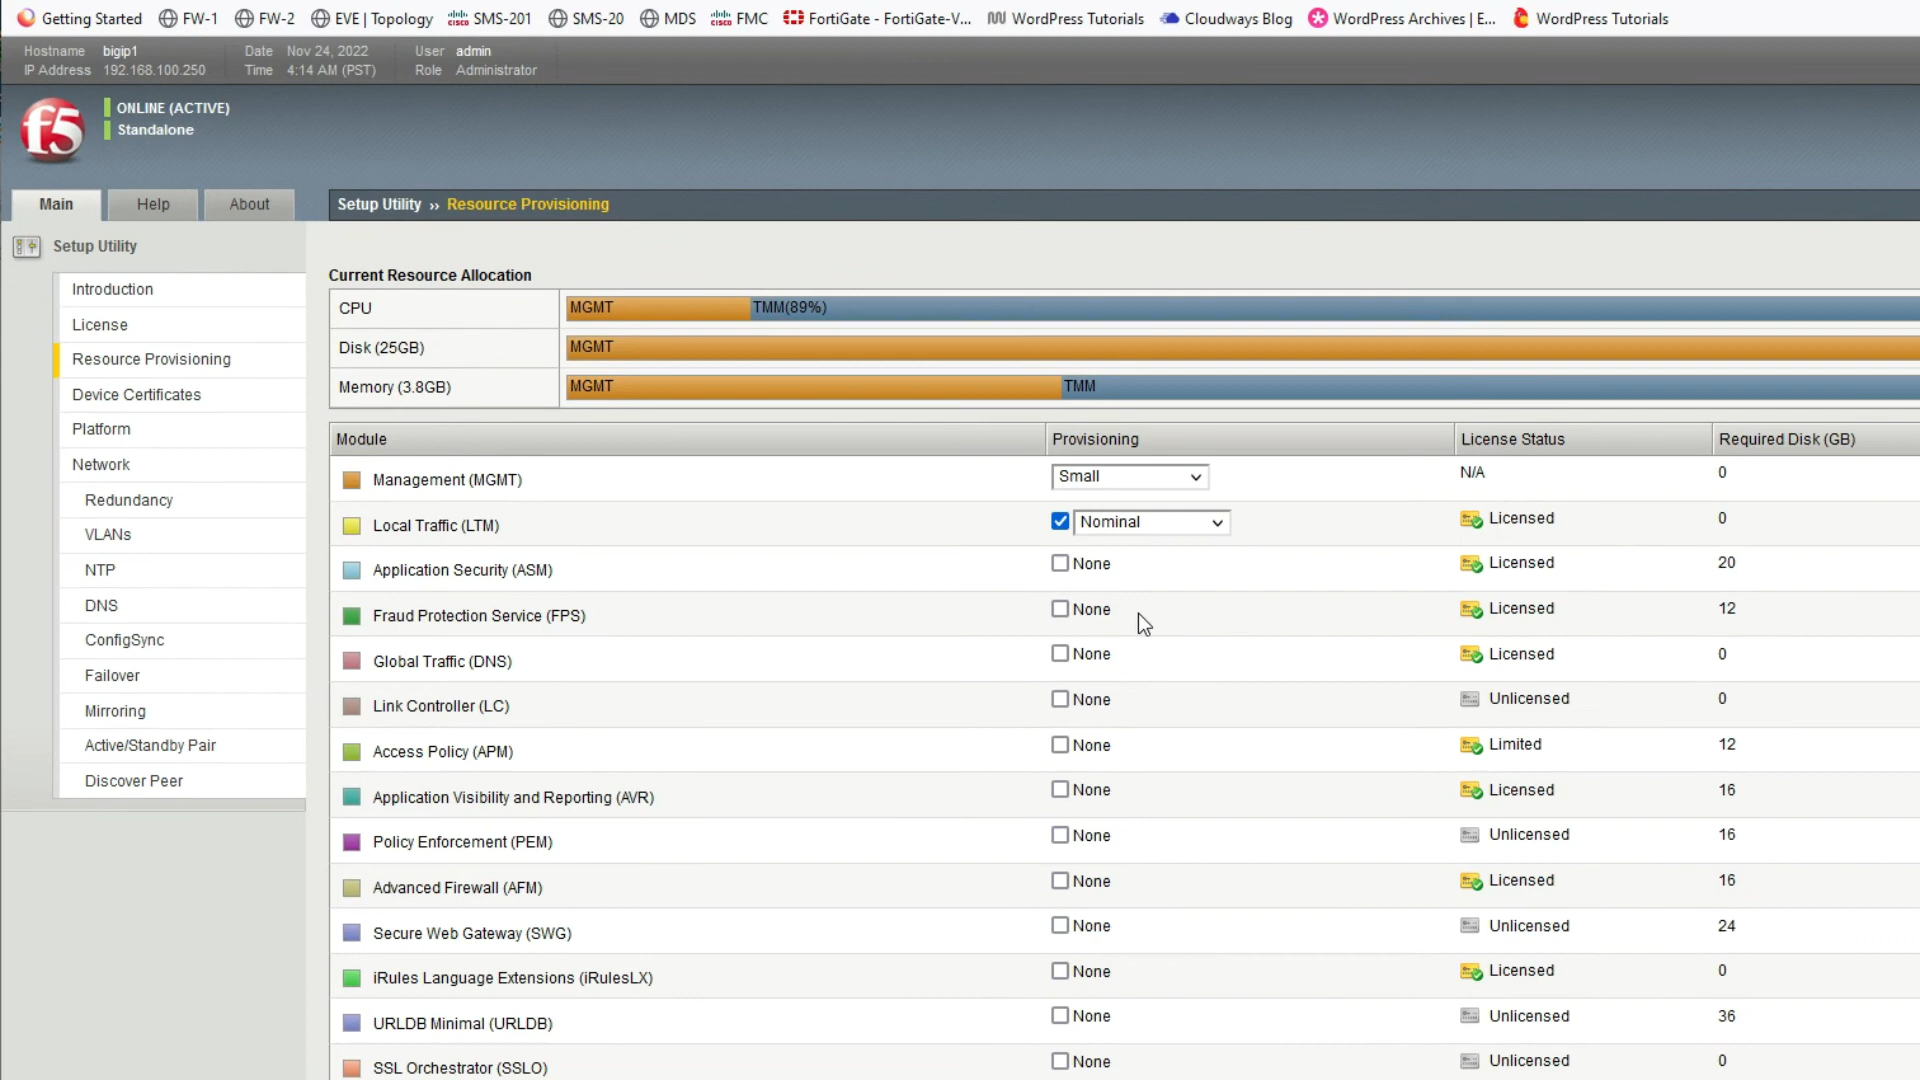 Getting Started FW-1 FW-2 EVE | Topology SMS-201 SMS-20 MDS FMC FortiGate - FortiGate-V... WordPress Tutorials Cloudways Blog WordPress Archives | E... WordPress Tutorials
Hostname bigip1 Date Nov 24, 2022 User admin
IP Address 192.168.100.250 Time 4:14 AM (PST) Role Administrator
f5
ONLINE (ACTIVE)
Standalone
Main Help About
Setup Utility ›› Resource Provisioning
Setup Utility
Introduction
License
Resource Provisioning
Device Certificates
Platform
Network
Redundancy
VLANs
NTP
DNS
ConfigSync
Failover
Mirroring
Active/Standby Pair
Discover Peer
Current Resource Allocation
CPU MGMT TMM(89%)
Disk (25GB) MGMT
Memory (3.8GB) MGMT TMM
Module Provisioning License Status Required Disk (GB)
Management (MGMT) Small N/A 0
Local Traffic (LTM) Nominal Licensed 0
Application Security (ASM) None Licensed 20
Fraud Protection Service (FPS) None Licensed 12
Global Traffic (DNS) None Licensed 0
Link Controller (LC) None Unlicensed 0
Access Policy (APM) None Limited 12
Application Visibility and Reporting (AVR) None Licensed 16
Policy Enforcement (PEM) None Unlicensed 16
Advanced Firewall (AFM) None Licensed 16
Secure Web Gateway (SWG) None Unlicensed 24
iRules Language Extensions (iRulesLX) None Licensed 0
URLDB Minimal (URLDB) None Unlicensed 36
SSL Orchestrator (SSLO) None Unlicensed 0